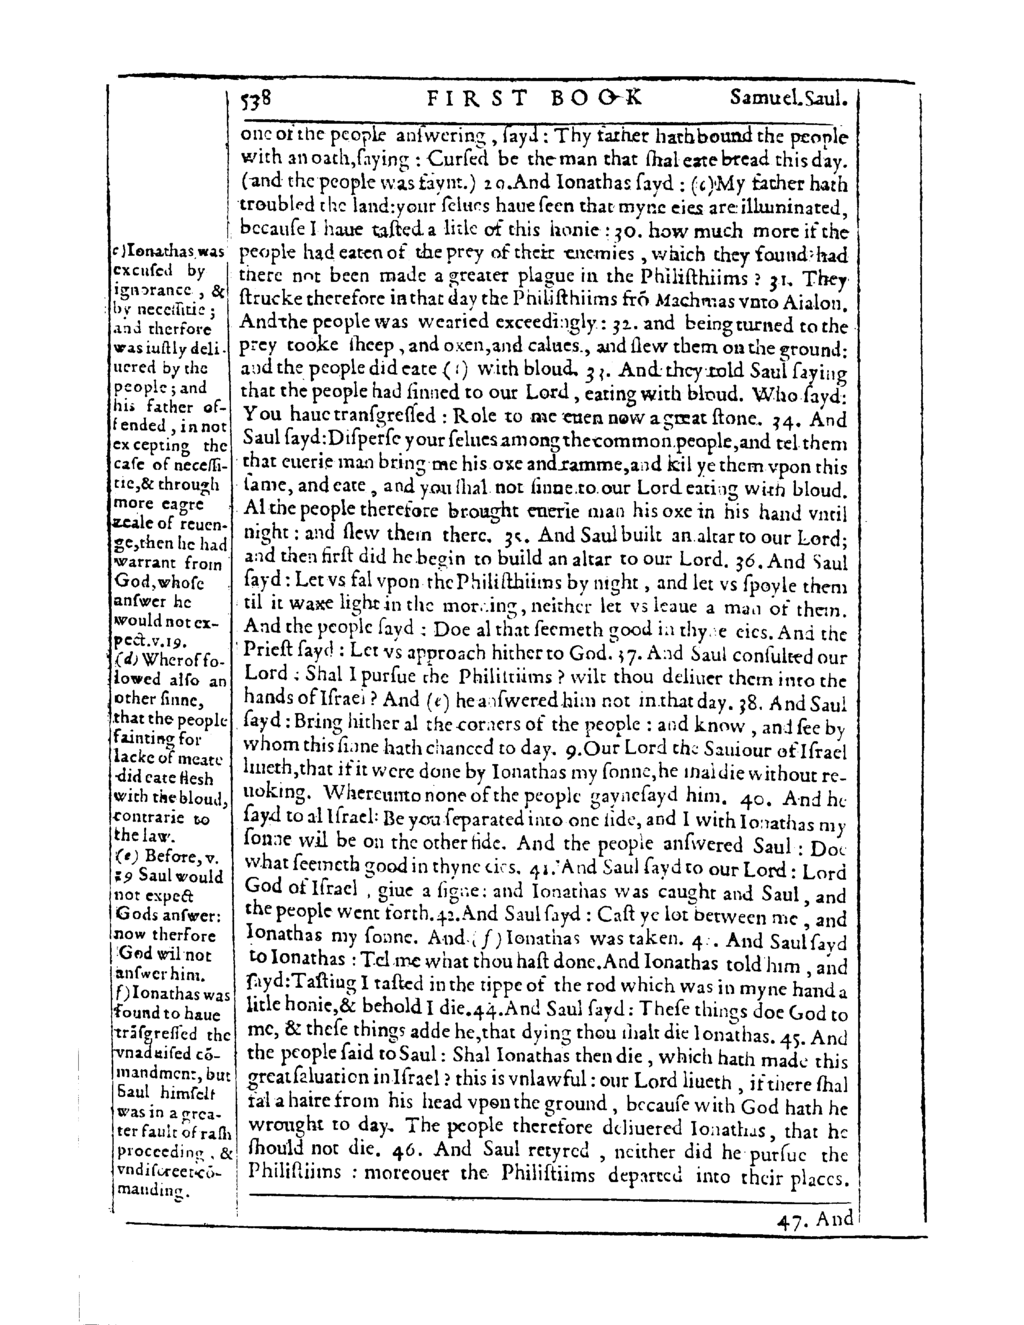 538 FIRST BOOK Samuel.Saul.
one of the people anſwering, ſayd: Thy father hath bound the people
with an oath,ſaying: Curſed be the man that ſhal eate bread this day.
(and the people was faynt.) 29.And Ionathas ſayd: (c)My father hath
troubled the land:your ſelues haue ſeen that myne eies are illuminated,
becauſe I haue taſted a litle of this honie: 30. how much more if the
people had eaten of the prey of their enemies, which they found? had
there not been made a greater plague in the Philiſthiims? 31. They
ſtrucke therefore in that day the Philiſthiims frō Machmas vnto Aialon.
And the people was wearied exceedingly: 32. and being turned to the
prey tooke ſheep, and oxen,and calues, and ſlew them on the ground:
and the people did eate (d) with bloud. 33. And they told Saul ſaying
that the people had ſinned to our Lord, eating with bloud. Who ſayd:
You haue tranſgreſſed: Role to me euen now a great ſtone. 34. And
Saul ſayd:Diſperſe your ſelues among the common people,and tel them
that euerie man bring me his oxe and ramme,and kil ye them vpon this
ſame, and eate, and you ſhal not ſinne to our Lord eating with bloud.
Al the people therefore brought euerie man his oxe in his hand vntil
night: and ſlew them there. 35. And Saul built an altar to our Lord;
and then firſt did he begin to build an altar to our Lord. 36. And Saul
ſayd: Let vs fal vpon the Philiſthiims by night, and let vs ſpoyle them
til it waxe light in the morning, neither let vs leaue a man of them.
And the people ſayd: Doe al that ſeemeth good in thyne eies. And the
Prieſt ſayd: Let vs approach hither to God. 37. And Saul conſulted our
Lord: Shal I purſue the Philiſtiims? wilt thou deliuer them into the
hands of Iſrael? And (e) he anſwered him not in that day. 38. And Saul
ſayd: Bring hither al the corners of the people: and know, and ſee by
whom this ſinne hath chanced to day. 9.Our Lord the Sauiour of Iſrael
liueth,that if it were done by Ionathas my ſonne,he ſhal die without re-
uoking. Whereunto none of the people gayneſayd him. 40. And he
ſayd to al Iſrael: Be you ſeparated into one ſide, and I with Ionathas my
ſonne wil be on the other ſide. And the people anſwered Saul: Doe
what ſeemeth good in thyne eies. 41. And Saul ſayd to our Lord: Lord
God of Iſrael, giue a ſigne: and Ionathas was caught and Saul, and
the people went forth.42.And Saul ſayd: Caſt ye lot between me, and
Ionathas my ſonne. And (f) Ionathas was taken. 4. And Saul ſayd
to Ionathas: Tel me what thou haſt done.And Ionathas told him, and
ſayd:Taſting I taſted in the tippe of the rod which was in myne hand a
litle honie,& behold I die.44.And Saul ſayd: Theſe things doe God to
me, & theſe things adde he,that dying thou ſhalt die Ionathas. 45. And
the people ſaid to Saul: Shal Ionathas then die, which hath made this
great ſaluation in Iſrael? this is vnlawful: our Lord liueth, if there ſhal
fal a haire from his head vpon the ground, becauſe with God hath he
wrought to day. The people therefore deliuered Ionathas, that he
ſhould not die. 46. And Saul retyred, neither did he purſue the
Philiſtiims: moreouer the Philiſtiims departed into their places.
47. And
c)Ionathas was
excuſed by
ignorance, &
by neceſſitie;
and therfore
was iuſtly deli-
uered by the
people; and
his father of-
fended, in not
excepting the
caſe of neceſſi-
tie,& through
more eagre
zeale of reuen-
ge,then he had
warrant from
God,whoſe
anſwer he
would not ex-
pect.v.19.
(d) Wherof fo-
lowed alſo an
other ſinne,
that the people
fainting for
lacke of meate
did eate fleſh
with the bloud,
contrarie to
the law.
(e) Before, v.
19 Saul would
not expect
Gods anſwer:
now therfore
God wil not
anſwer him.
f)Ionathas was
found to haue
trāſgreſſed the
vnaduiſed cō-
mandment, but
Saul himſelf
was in a grea-
ter fault of raſh
proceeding, &
vndiſcreet cō-
manding.